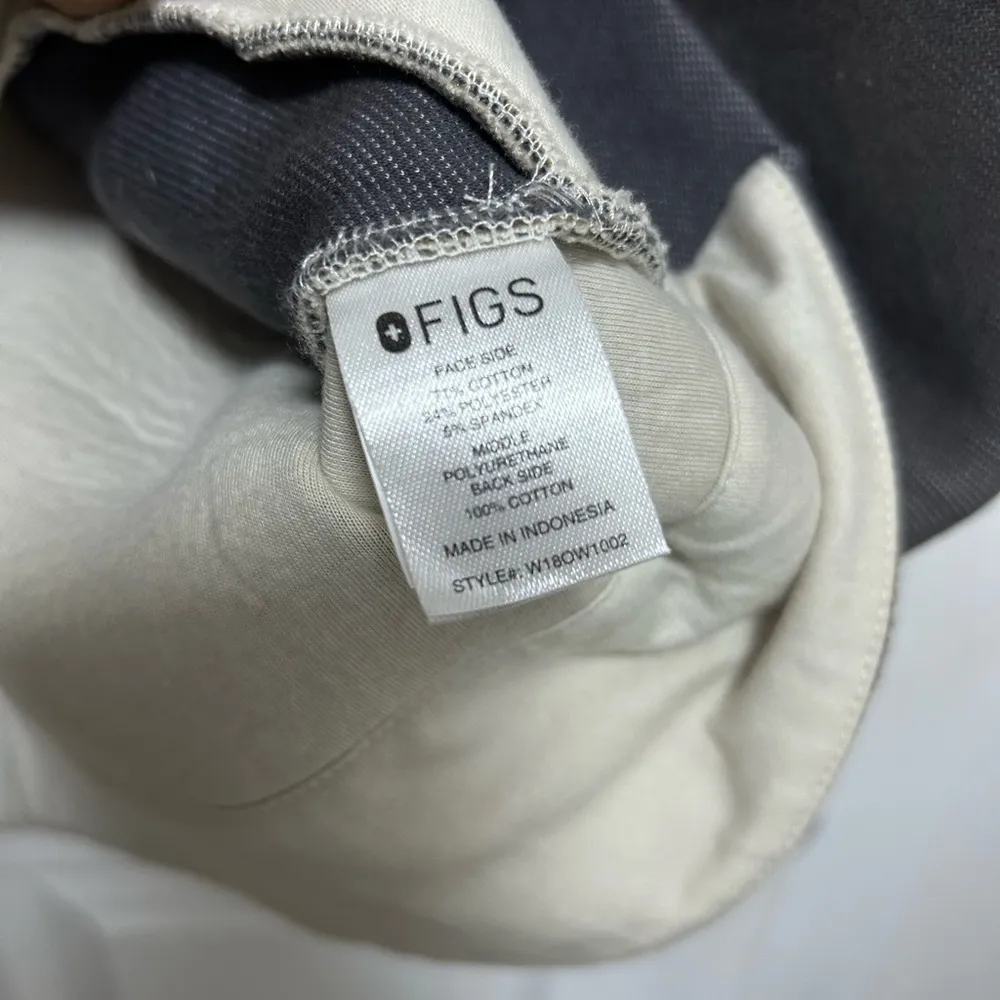 FIGS
FACE SIDE
71% COTTON
24% POLYESTER
5% SPANDEX
MIDDLE
POLYURETHANE
BACK SIDE
100% COTTON
MADE IN INDONESIA
STYLE#: W18OW1002